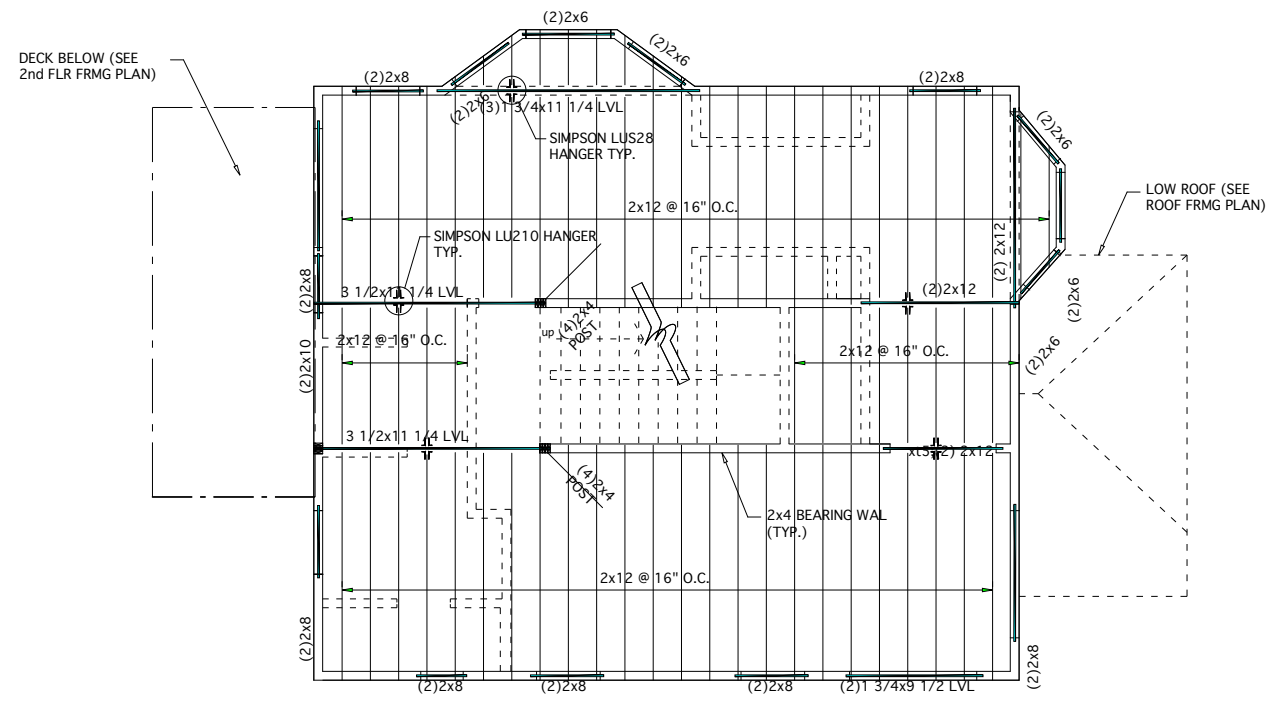 (2)2x6
DECK BELOW (SEE
2nd FLR FRMG PLAN)
(2)2x8
(2)2x6
(2)2x8
(2)2x6
(3)1 3/4x11 1/4 LVL
(2)2x6
SIMPSON LUS28
HANGER TYP.
LOW ROOF (SEE
ROOF FRMG PLAN)
2x12 @ 16" O.C.
SIMPSON LU210 HANGER
TYP.
(2) 2x12
(2)2x8
3 1/2x11 1/4 LVL
(2)2x12
(2)2x6
up
(4)2x4
POST
2x12 @ 16" O.C.
2x12 @ 16" O.C.
(2)2x6
(2)2x10
3 1/2x11 1/4 LVL
2x12
(4)2x4
POST
2x4 BEARING WAL
(TYP.)
2x12 @ 16" O.C.
(2)2x8
(2)2x8
(2)2x8
(2)2x8
(2)2x8
(2)1 3/4x9 1/2 LVL